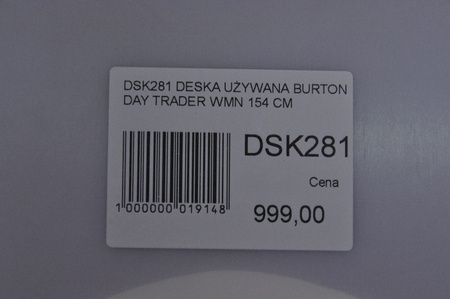 DSK281 DESKA UŻYWANA BURTON
DAY TRADER WMN 154 CM
DSK281
Cena
999,00
1 000000 019148